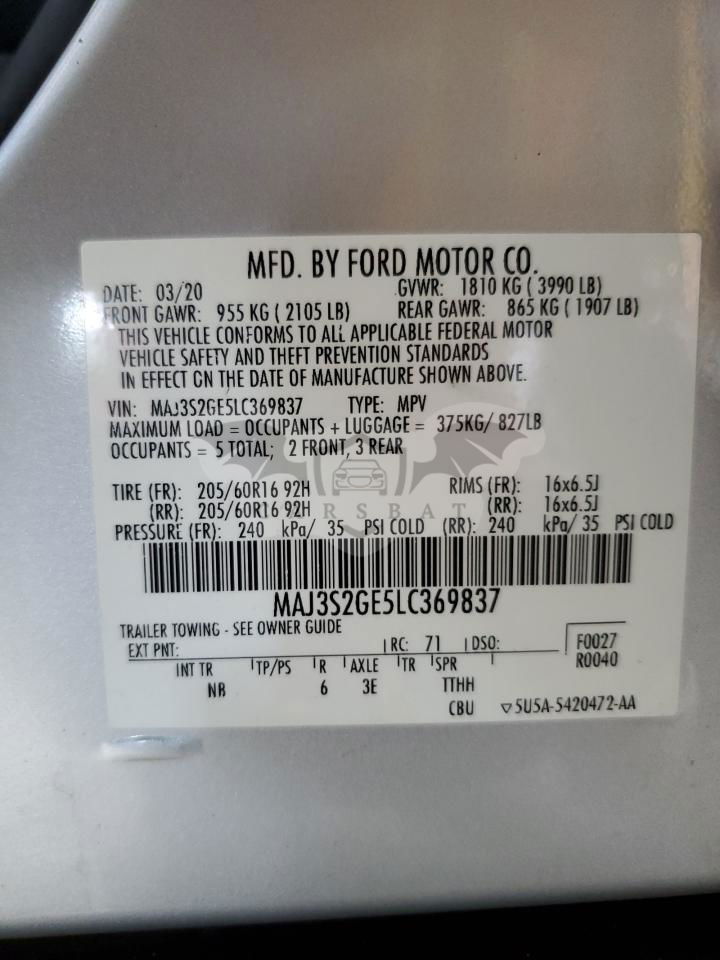 MFD. BY FORD MOTOR CO.
DATE: 03/20 GVWR: 1810 KG ( 3990 LB)
FRONT GAWR: 955 KG ( 2105 LB) REAR GAWR: 865 KG ( 1907 LB)
THIS VEHICLE CONFORMS TO ALL APPLICABLE FEDERAL MOTOR
VEHICLE SAFETY AND THEFT PREVENTION STANDARDS
IN EFFECT ON THE DATE OF MANUFACTURE SHOWN ABOVE.
VIN: MAJ3S2GE5LC369837 TYPE: MPV
MAXIMUM LOAD = OCCUPANTS + LUGGAGE = 375KG/ 827LB
OCCUPANTS = 5 TOTAL; 2 FRONT, 3 REAR
TIRE (FR): 205/60R16 92H RIMS (FR): 16x6.5J
(RR): 205/60R16 92H (RR): 16x6.5J
PRESSURE (FR): 240 kPa/ 35 PSI COLD (RR): 240 kPa/ 35 PSI COLD
MAJ3S2GE5LC369837
TRAILER TOWING - SEE OWNER GUIDE
EXT PNT: RC: 71 DSO: F0027
R0040
INT TR TP/PS R AXLE TR SPR
NB 6 3E TTHH
CBU ▽5U5A-5420472-AA